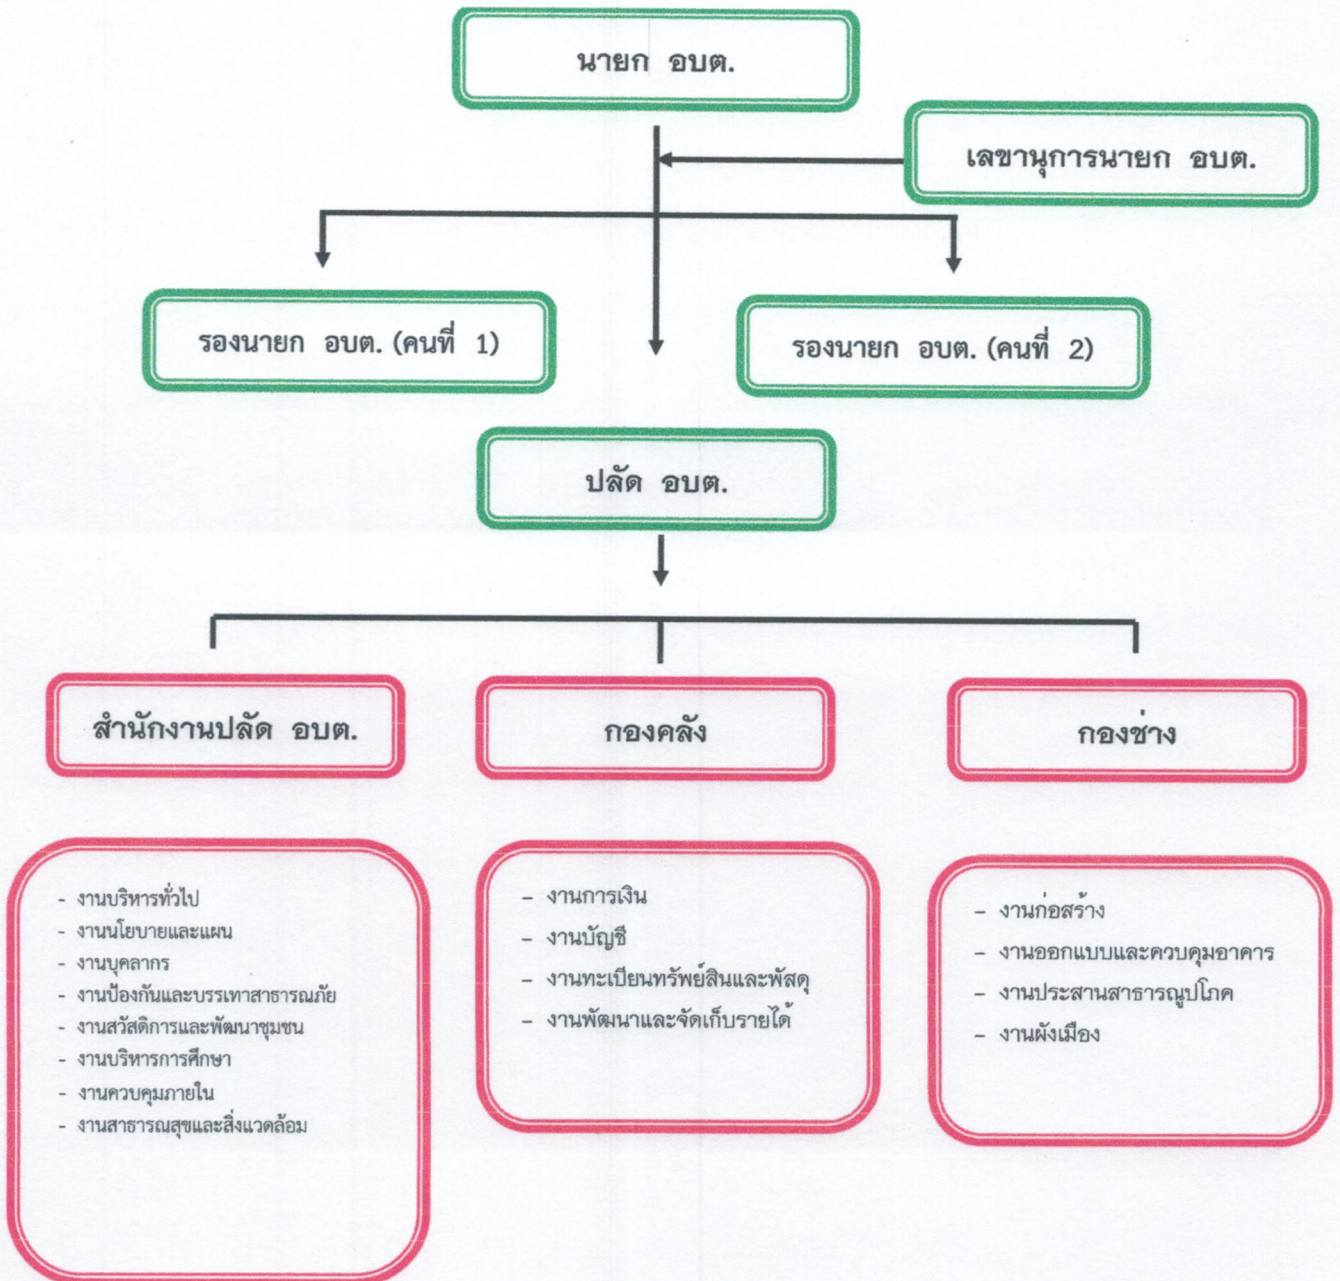 นายก อบต.
เลขานุการนายก อบต.
รองนายก อบต. (คนที่ 1)
รองนายก อบต. (คนที่ 2)
ปลัด อบต.
สำนักงานปลัด อบต.
กองคลัง
กองช่าง
- งานบริหารทั่วไป
- งานนโยบายและแผน
- งานบุคลากร
- งานป้องกันและบรรเทาสาธารณภัย
- งานสวัสดิการและพัฒนาชุมชน
- งานบริหารการศึกษา
- งานควบคุมภายใน
- งานสาธารณสุขและสิ่งแวดล้อม
- งานการเงิน
- งานบัญชี
- งานทะเบียนทรัพย์สินและพัสดุ
- งานพัฒนาและจัดเก็บรายได้
- งานก่อสร้าง
- งานออกแบบและควบคุมอาคาร
- งานประสานสาธารณูปโภค
- งานผังเมือง